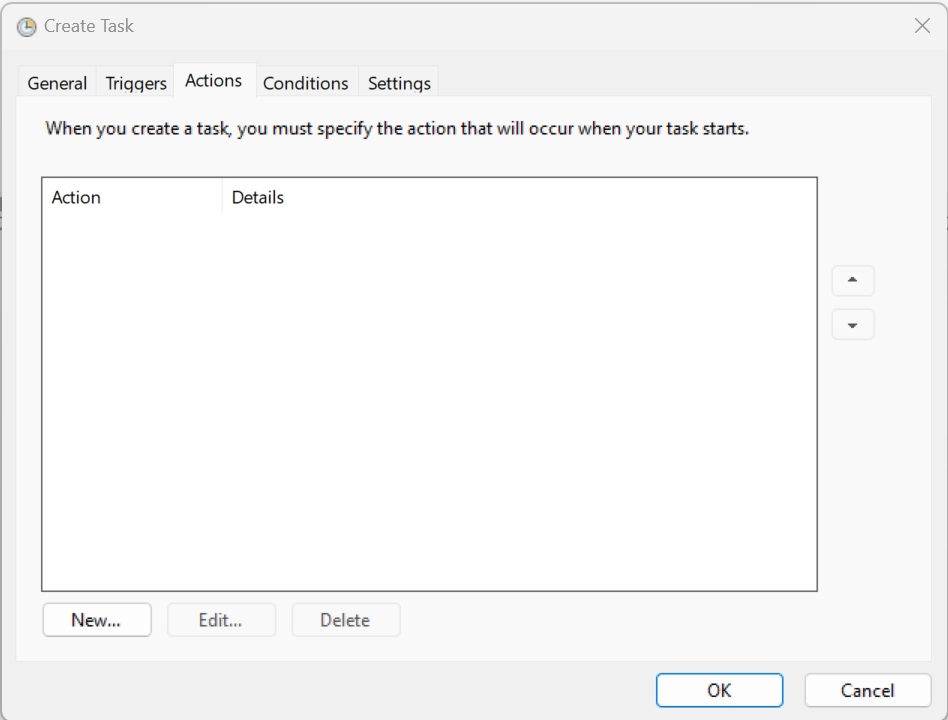 Create Task
General Triggers Actions Conditions Settings
When you create a task, you must specify the action that will occur when your task starts.
Action Details
New... Edit... Delete
OK Cancel